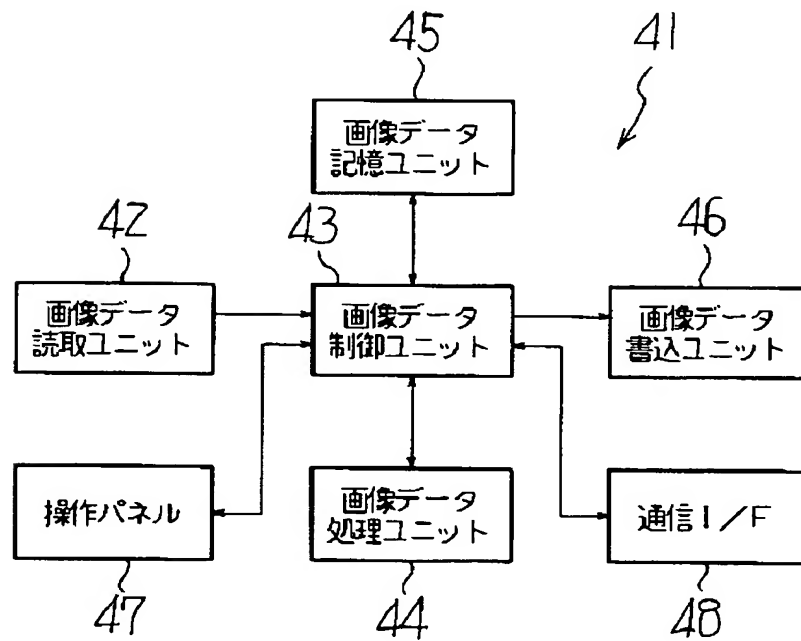 45
41
画像データ
記憶ユニット
42
43
46
画像データ
読取ユニット
画像データ
制御ユニット
画像データ
書込ユニット
操作パネル
画像データ
処理ユニット
通信I/F
47
44
48